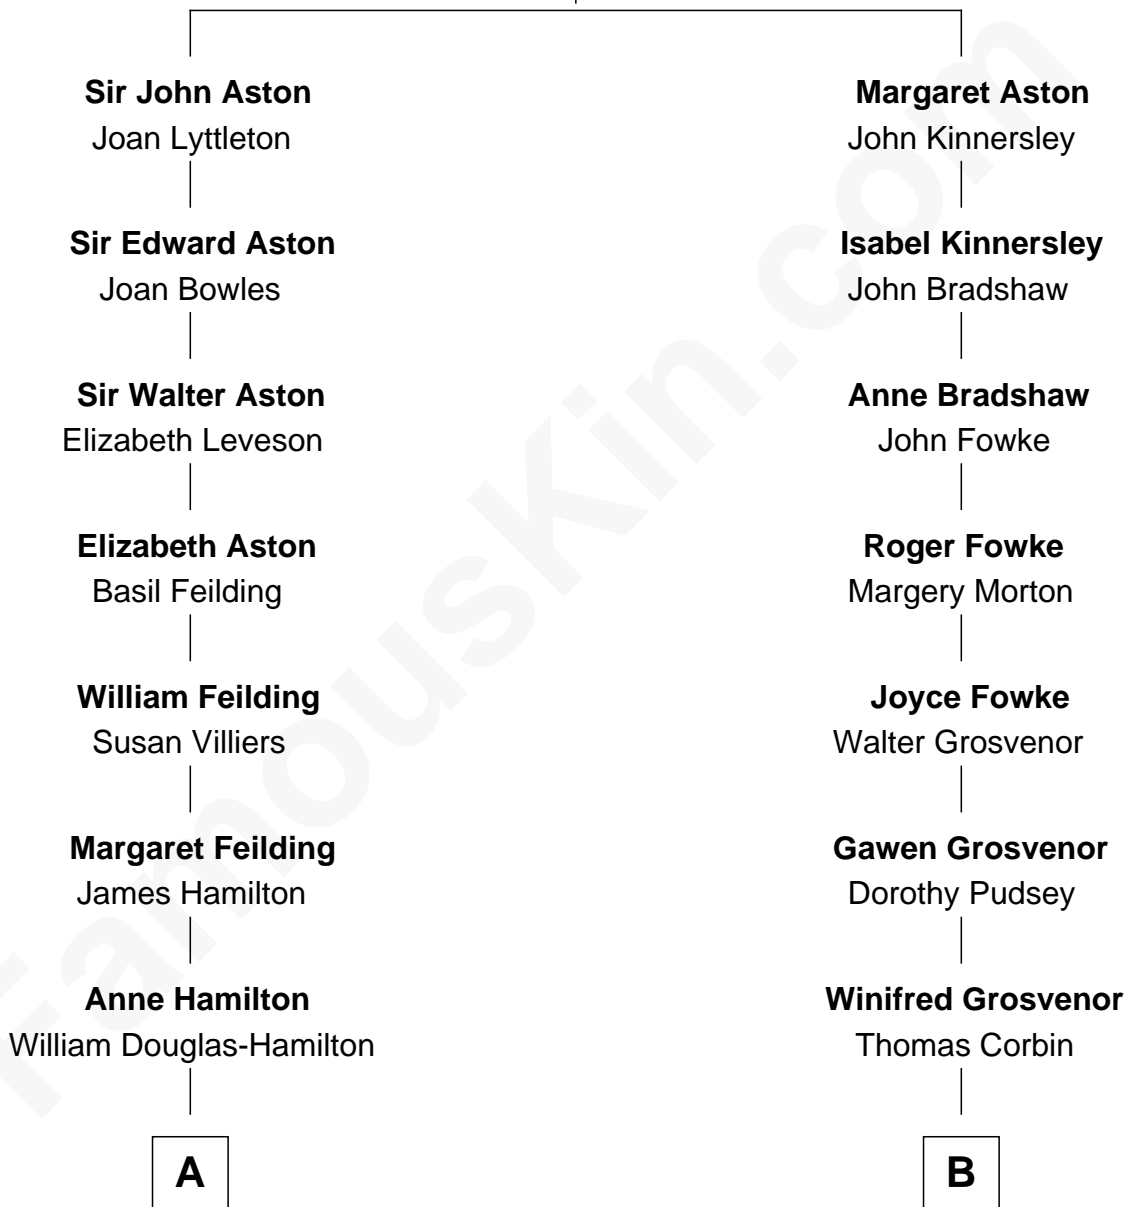 Sir John Aston
Joan Lyttleton
Sir Edward Aston
Joan Bowles
Sir Walter Aston
Elizabeth Leveson
Elizabeth Aston
Basil Feilding
William Feilding
Susan Villiers
Margaret Feilding
James Hamilton
Anne Hamilton
William Douglas-Hamilton
A
Margaret Aston
John Kinnersley
Isabel Kinnersley
John Bradshaw
Anne Bradshaw
John Fowke
Roger Fowke
Margery Morton
Joyce Fowke
Walter Grosvenor
Gawen Grosvenor
Dorothy Pudsey
Winifred Grosvenor
Thomas Corbin
B
FamousKin.com